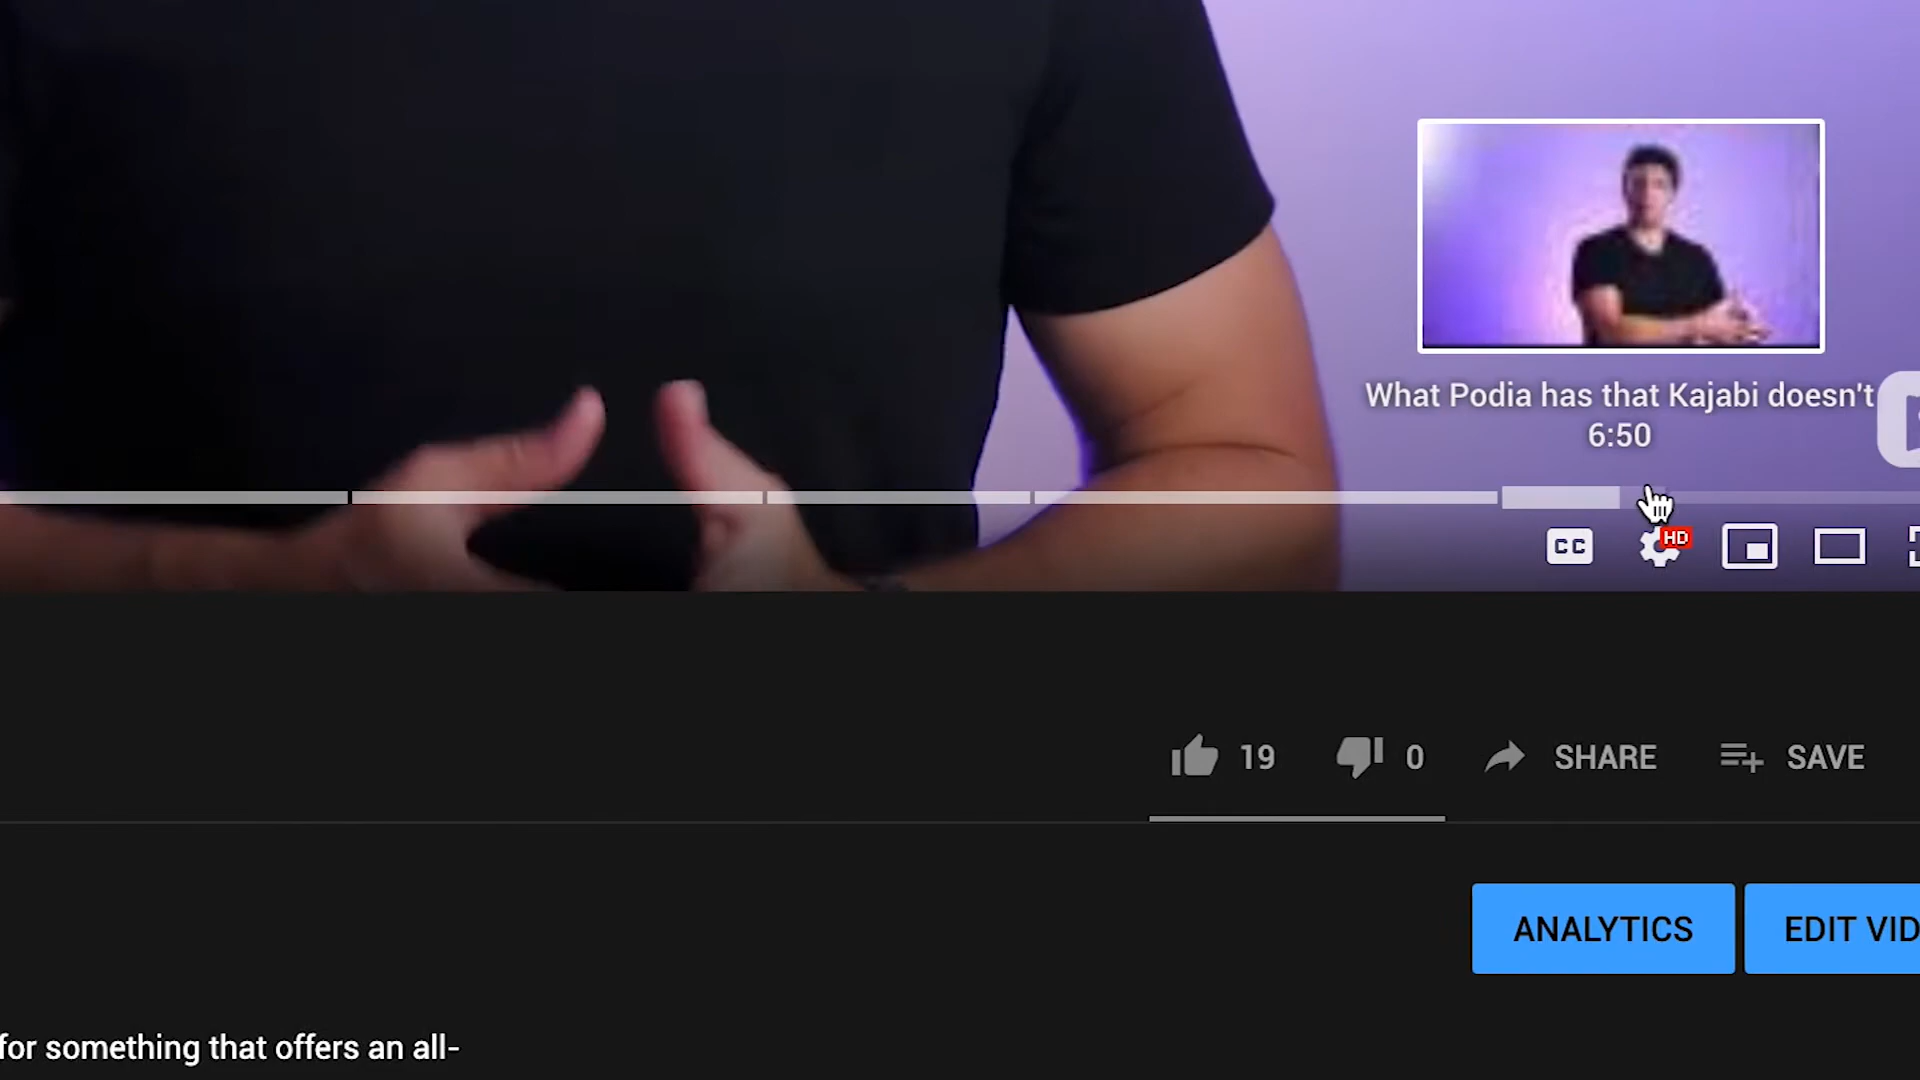 What Podia has that Kajabi doesn't
6:50
CC
HD
19
0
SHARE
SAVE
ANALYTICS
EDIT VID
for something that offers an all-